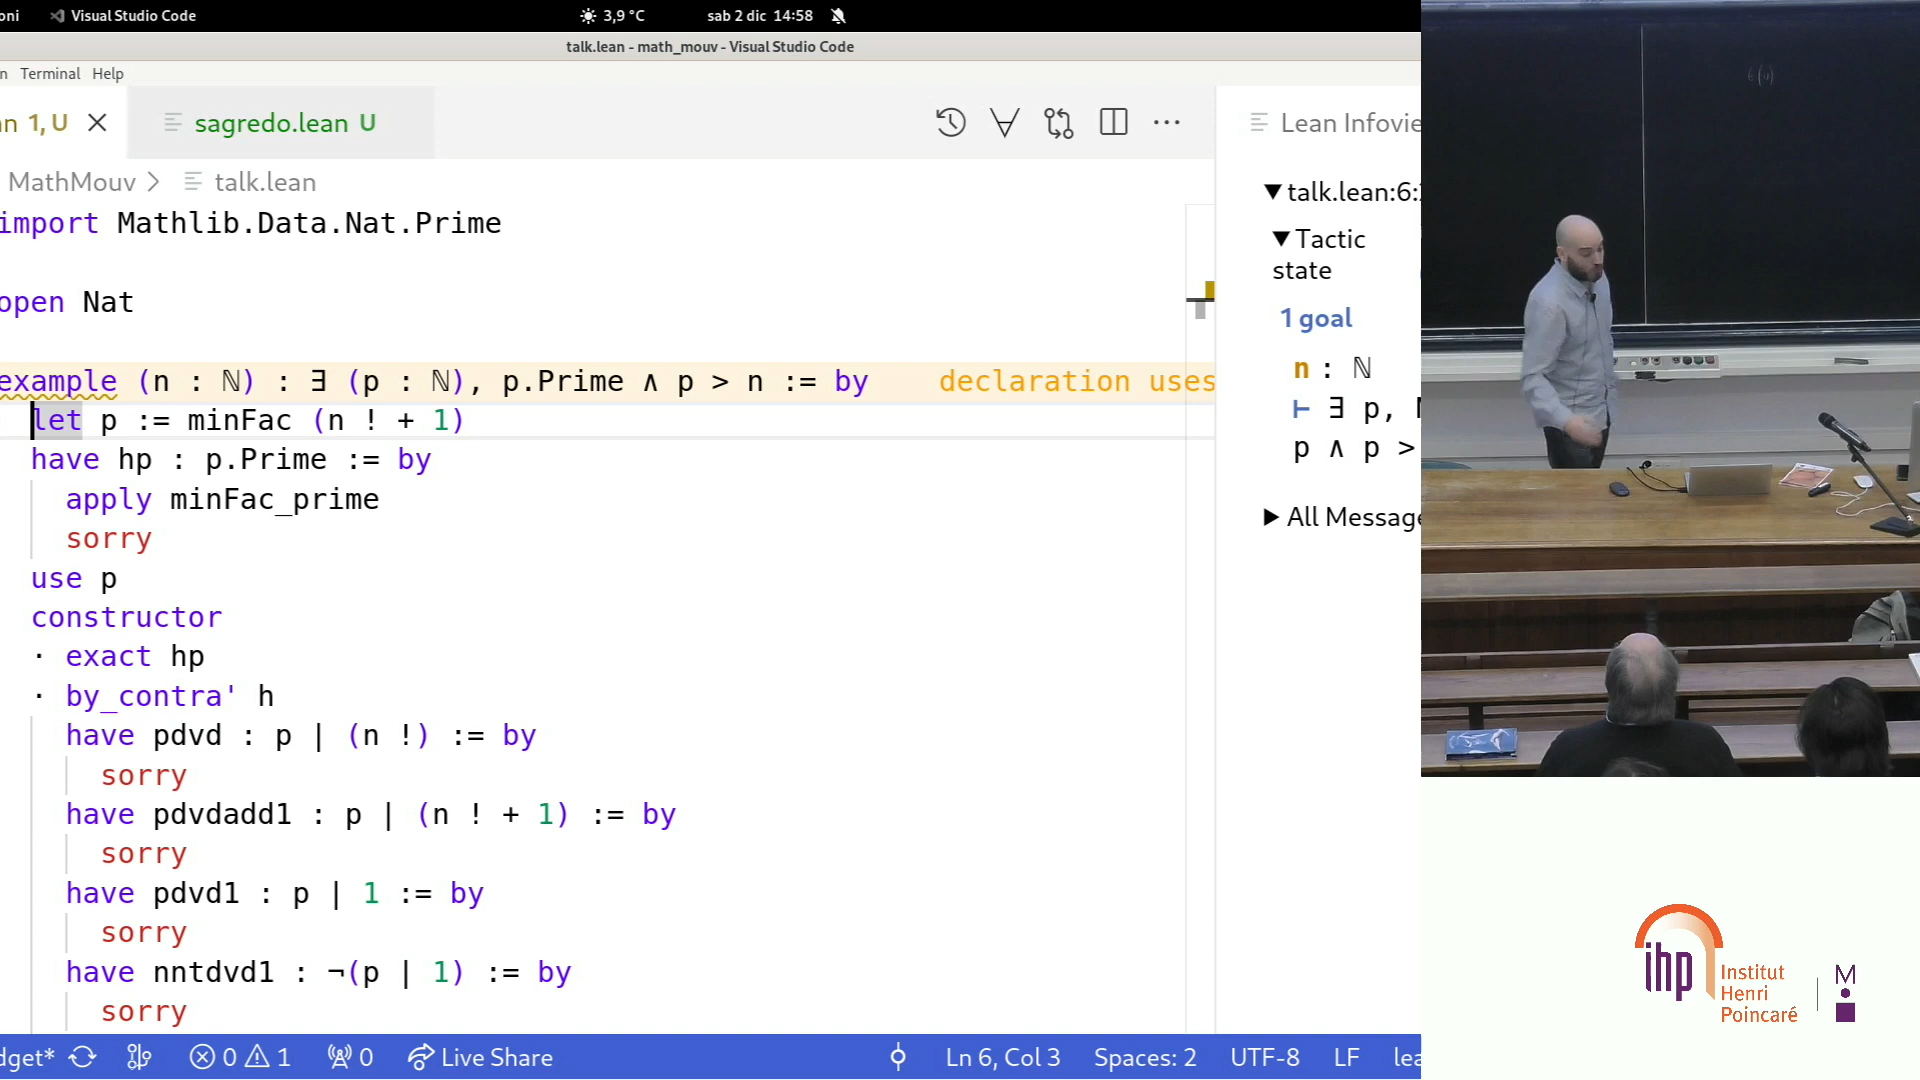 oni Visual Studio Code 3,9 °C sab 2 dic 14:58
talk.lean - math_mouv - Visual Studio Code
n Terminal Help
n 1, U sagredo.lean U
MathMouv > talk.lean
import Mathlib.Data.Nat.Prime
open Nat
example (n : ℕ) : ∃ (p : ℕ), p.Prime ∧ p > n := by declaration uses
let p := minFac (n ! + 1)
have hp : p.Prime := by
apply minFac_prime
sorry
use p
constructor
· exact hp
· by_contra' h
have pdvd : p ∣ (n !) := by
sorry
have pdvdadd1 : p ∣ (n ! + 1) := by
sorry
have pdvd1 : p ∣ 1 := by
sorry
have nntdvd1 : ¬(p ∣ 1) := by
sorry
dget* 0 1 0 Live Share Ln 6, Col 3 Spaces: 2 UTF-8 LF lea
Lean Infovie
talk.lean:6:
Tactic
state
1 goal
n : ℕ
⊢ ∃ p,
p ∧ p >
All Message
ihp
Institut
Henri
Poincaré
M